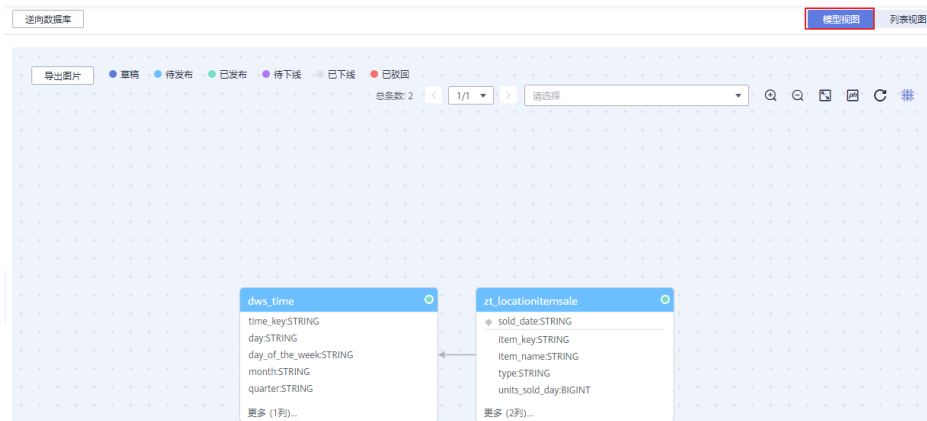 逆向数据库
模型视图 列表视图
导出图片 草稿 待发布 已发布 待下线 已下线 已驳回
总条数: 2 1/1 请选择
dws_time
time_key:STRING
day:STRING
day_of_the_week:STRING
month:STRING
quarter:STRING
更多 (1列)...
zt_locationitemsale
sold_date:STRING
item_key:STRING
item_name:STRING
type:STRING
units_sold_day:BIGINT
更多 (2列)...